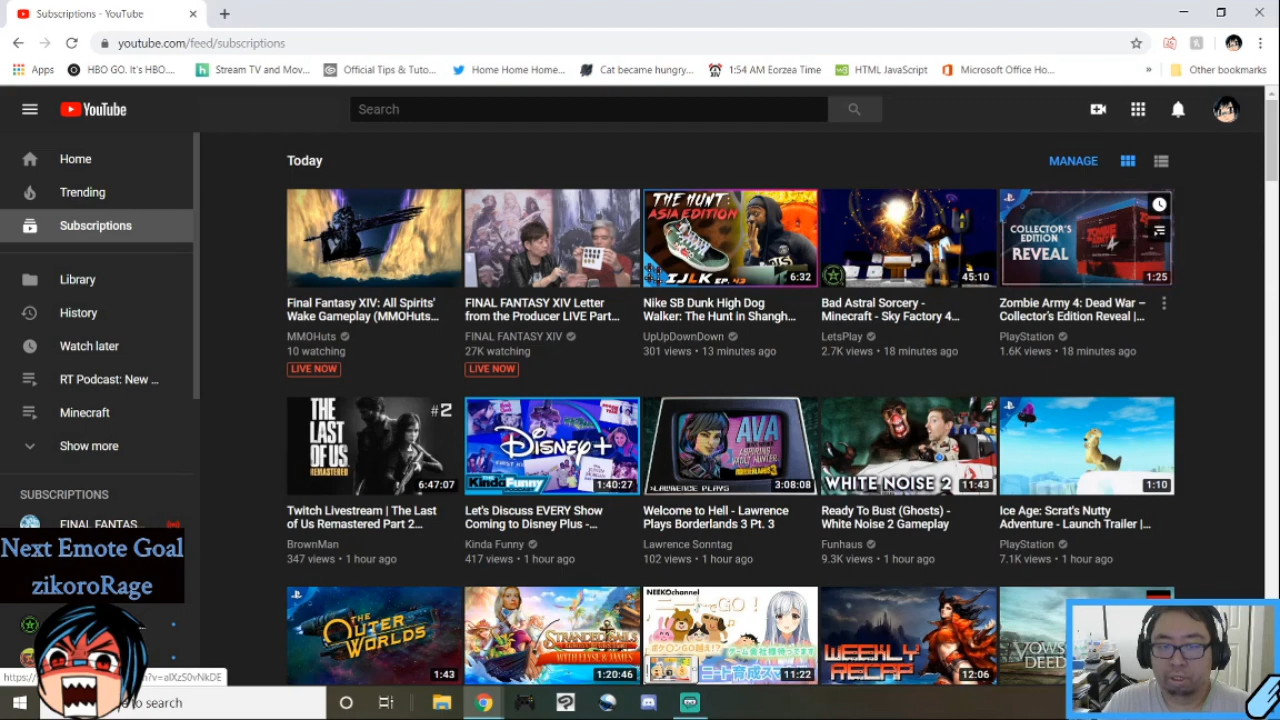 Subscriptions - YouTube
youtube.com/feed/subscriptions
Apps
HBO GO. It's HBO....
Stream TV and Mov...
Official Tips & Tuto...
Home Home Home...
Cat became hungry...
1:54 AM Eorzea Time
HTML JavaScript
Microsoft Office Ho...
»
Other bookmarks
YouTube
Search
Home
Trending
Subscriptions
Library
History
Watch later
RT Podcast: New ...
Minecraft
Show more
SUBSCRIPTIONS
FINAL FANTAS...
Next Emote Goal
zikoroRage
Today
MANAGE
THE HUNT:
ASIA EDITION
IJLK EP. 43
6:32
45:10
COLLECTOR'S
EDITION
REVEAL
1:25
Final Fantasy XIV: All Spirits'
Wake Gameplay (MMOHuts...
MMOHuts
10 watching
LIVE NOW
FINAL FANTASY XIV Letter
from the Producer LIVE Part...
FINAL FANTASY XIV
27K watching
LIVE NOW
Nike SB Dunk High Dog
Walker: The Hunt in Shangh...
UpUpDownDown
301 views • 13 minutes ago
Bad Astral Sorcery -
Minecraft - Sky Factory 4...
LetsPlay
2.7K views • 18 minutes ago
Zombie Army 4: Dead War –
Collector's Edition Reveal |...
PlayStation
1.6K views • 18 minutes ago
THE
LAST
OF US
REMASTERED
#2
6:47:07
Disney+
KindaFunny
1:40:27
AVA
>LAWRENCE PLAYS
3:08:08
WHITE NOISE 2
11:43
1:10
Twitch Livestream | The Last
of Us Remastered Part 2...
BrownMan
347 views • 1 hour ago
Let's Discuss EVERY Show
Coming to Disney Plus -...
Kinda Funny
417 views • 1 hour ago
Welcome to Hell - Lawrence
Plays Borderlands 3 Pt. 3
Lawrence Sonntag
102 views • 1 hour ago
Ready To Bust (Ghosts) -
White Noise 2 Gameplay
Funhaus
9.3K views • 1 hour ago
Ice Age: Scrat's Nutty
Adventure - Launch Trailer |...
PlayStation
7.1K views • 1 hour ago
THE
OUTER
WORLDS
1:43
STRANDED SAILS
1:20:46
NEEKOchannel
11:22
WEEKLY
RECAP
12:06